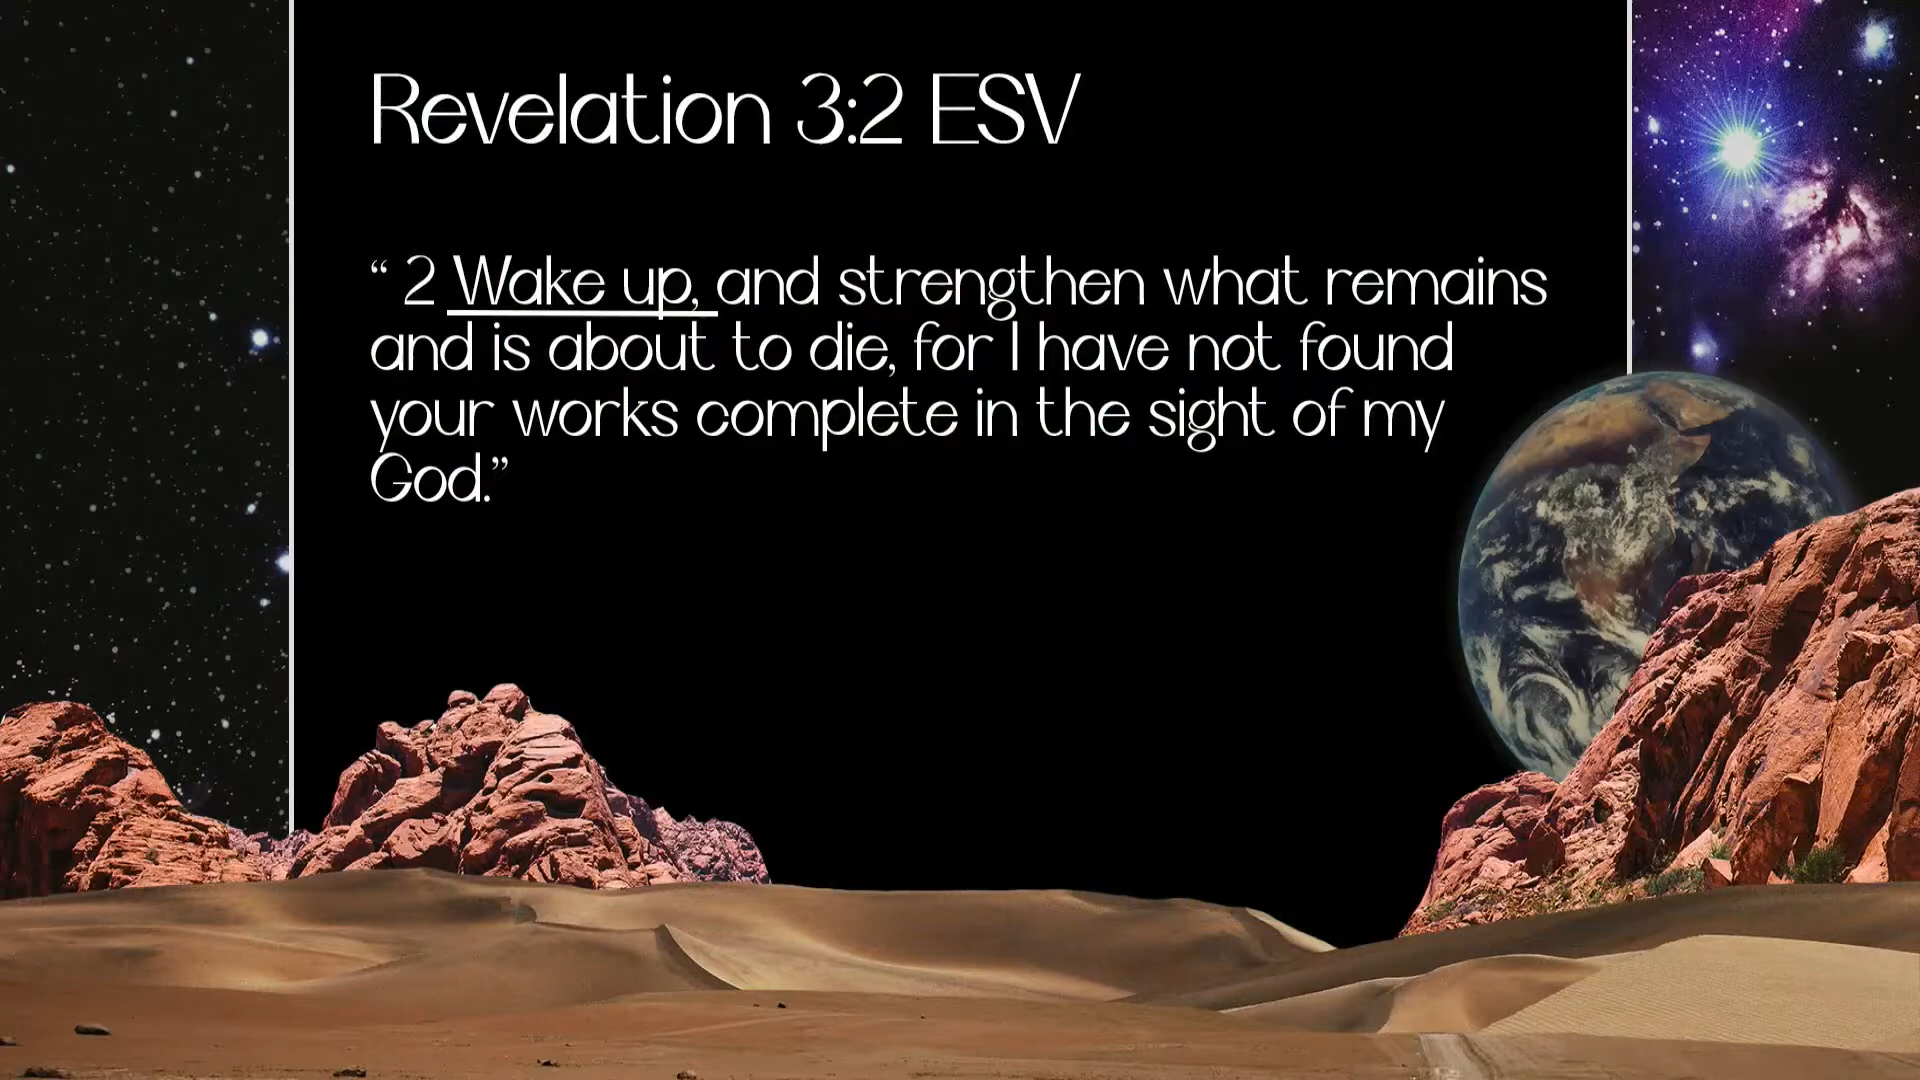 Revelation 3:2 ESV
“ 2 Wake up, and strengthen what remains
and is about to die, for I have not found
your works complete in the sight of my
God.”